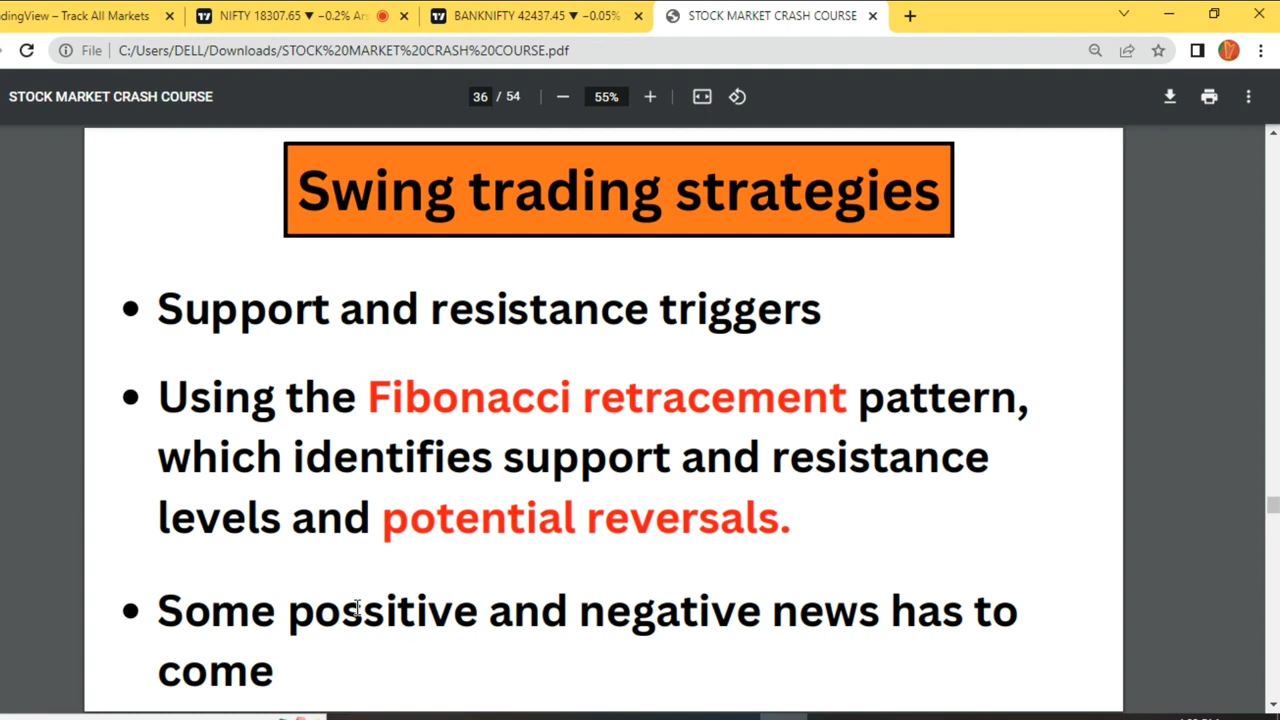 dingView – Track All Markets
NIFTY 18307.65 ▼ −0.2% Ar
BANKNIFTY 42437.45 ▼ −0.05%
STOCK MARKET CRASH COURSE
File
C:/Users/DELL/Downloads/STOCK%20MARKET%20CRASH%20COURSE.pdf
STOCK MARKET CRASH COURSE
36 / 54
55%
Swing trading strategies
• Support and resistance triggers
• Using the Fibonacci retracement pattern,
which identifies support and resistance
levels and potential reversals.
• Some possitive and negative news has to
come